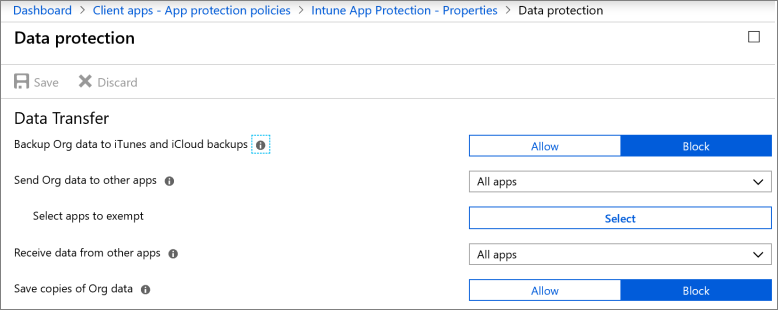 Dashboard > Client apps - App protection policies > Intune App Protection - Properties > Data protection
Data protection
Save Discard
Data Transfer
Backup Org data to iTunes and iCloud backups Allow Block
Send Org data to other apps All apps
Select apps to exempt Select
Receive data from other apps All apps
Save copies of Org data Allow Block